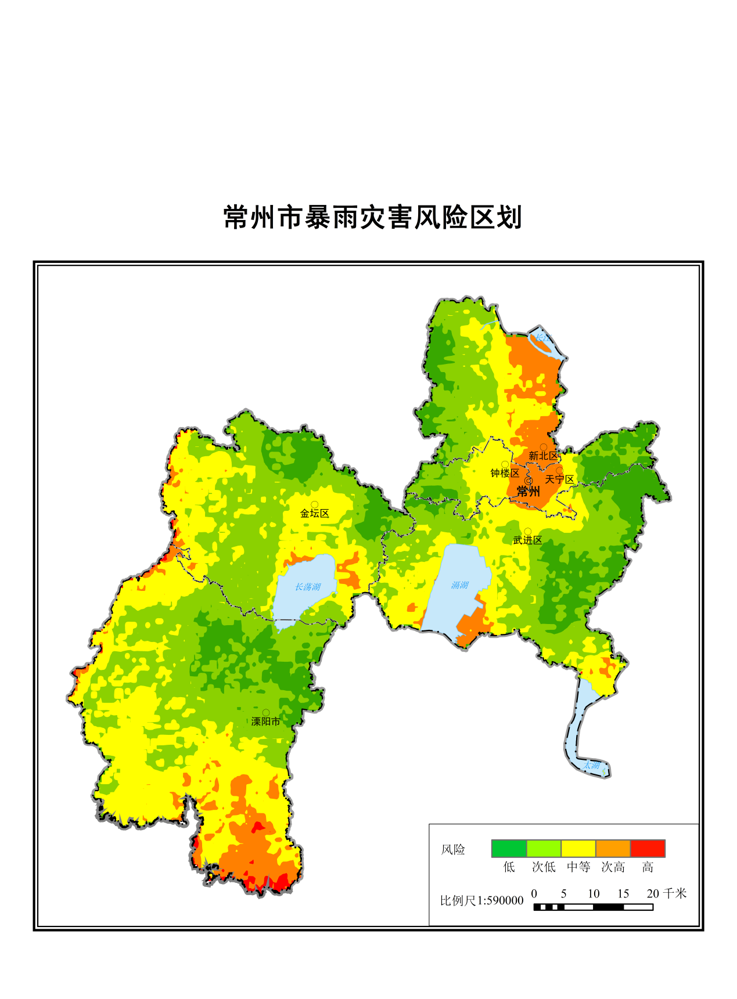 常州市暴雨灾害风险区划
长江
新北区
钟楼区
天宁区
常州
金坛区
武进区
长荡湖
滆湖
溧阳市
太湖
风险
低 次低 中等 次高 高
比例尺1:590000
0 5 10 15 20 千米